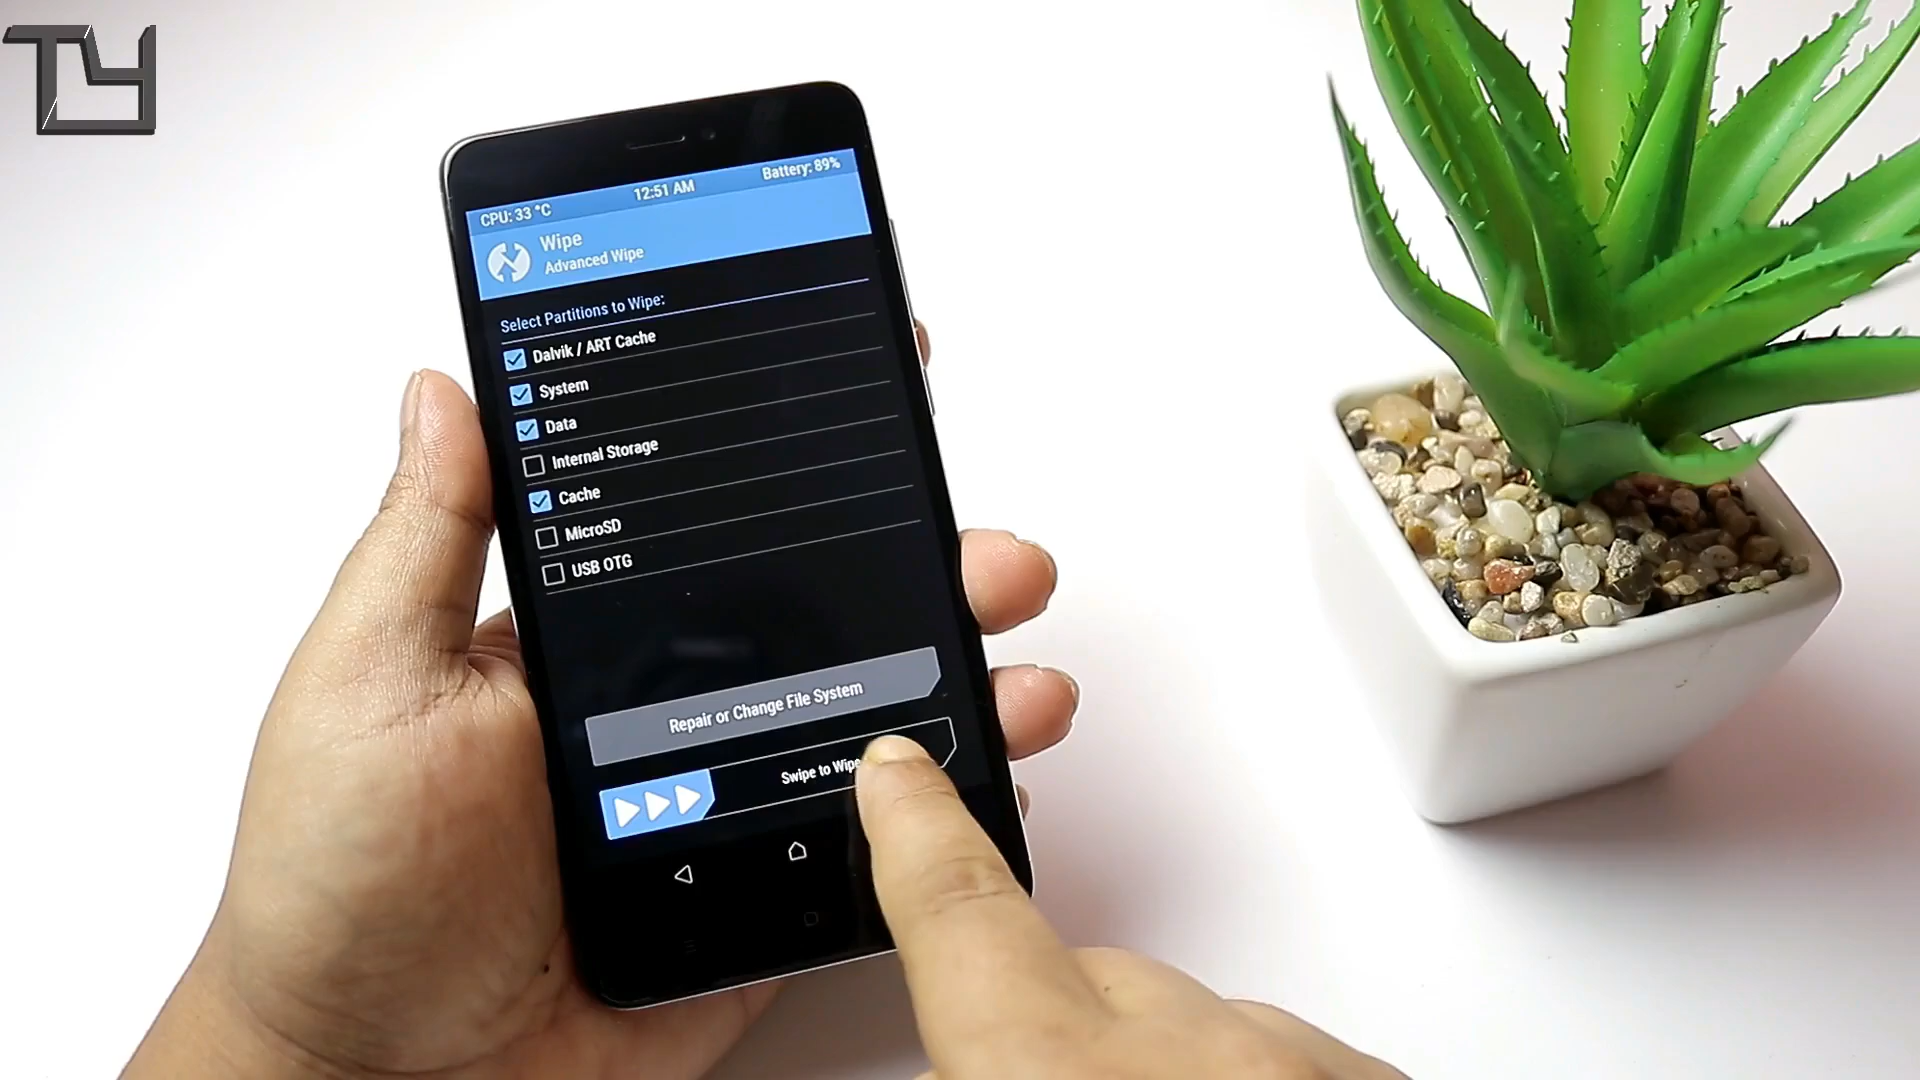 TY
CPU: 33 °C
12:51 AM
Battery: 89%
Wipe
Advanced Wipe
Select Partitions to Wipe:
Dalvik / ART Cache
System
Data
Internal Storage
Cache
MicroSD
USB OTG
Repair or Change File System
Swipe to Wipe